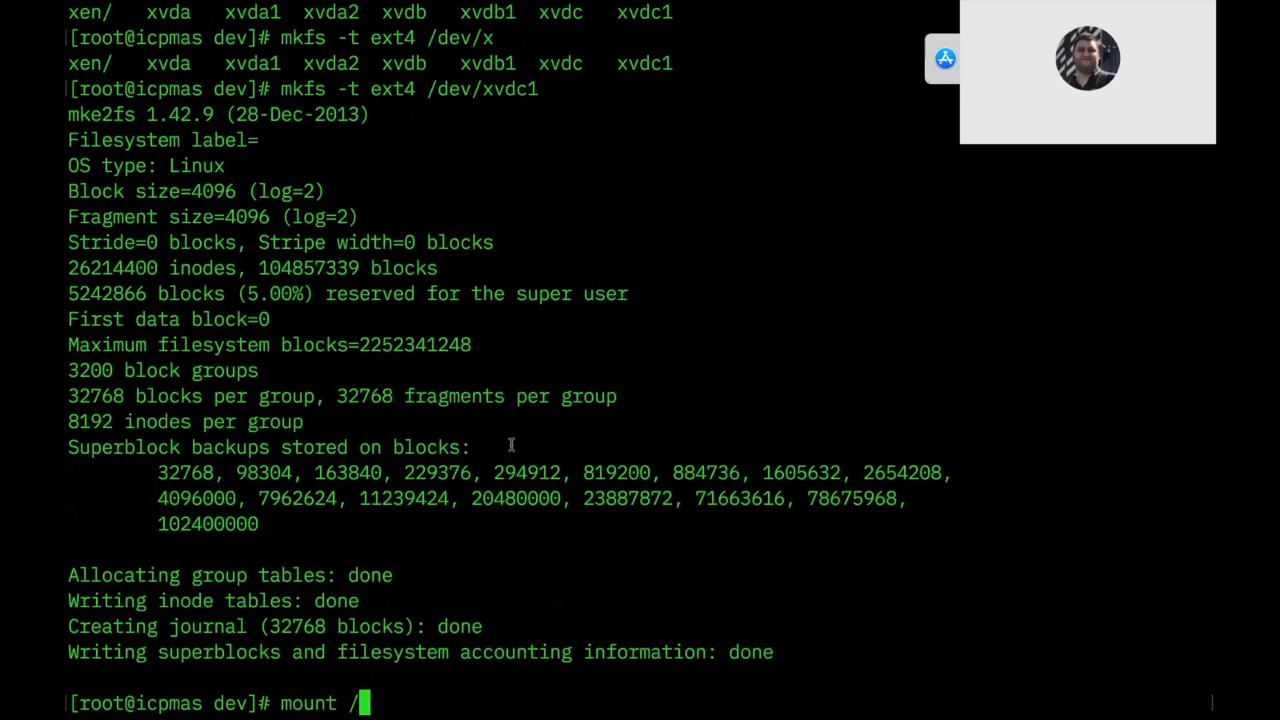 xen/   xvda   xvda1  xvda2  xvdb   xvdb1  xvdc   xvdc1
[root@icpmas dev]# mkfs -t ext4 /dev/x
xen/   xvda   xvda1  xvda2  xvdb   xvdb1  xvdc   xvdc1
[root@icpmas dev]# mkfs -t ext4 /dev/xvdc1
mke2fs 1.42.9 (28-Dec-2013)
Filesystem label=
OS type: Linux
Block size=4096 (log=2)
Fragment size=4096 (log=2)
Stride=0 blocks, Stripe width=0 blocks
26214400 inodes, 104857339 blocks
5242866 blocks (5.00%) reserved for the super user
First data block=0
Maximum filesystem blocks=2252341248
3200 block groups
32768 blocks per group, 32768 fragments per group
8192 inodes per group
Superblock backups stored on blocks:
        32768, 98304, 163840, 229376, 294912, 819200, 884736, 1605632, 2654208,
        4096000, 7962624, 11239424, 20480000, 23887872, 71663616, 78675968,
        102400000

Allocating group tables: done
Writing inode tables: done
Creating journal (32768 blocks): done
Writing superblocks and filesystem accounting information: done

[root@icpmas dev]# mount / ]